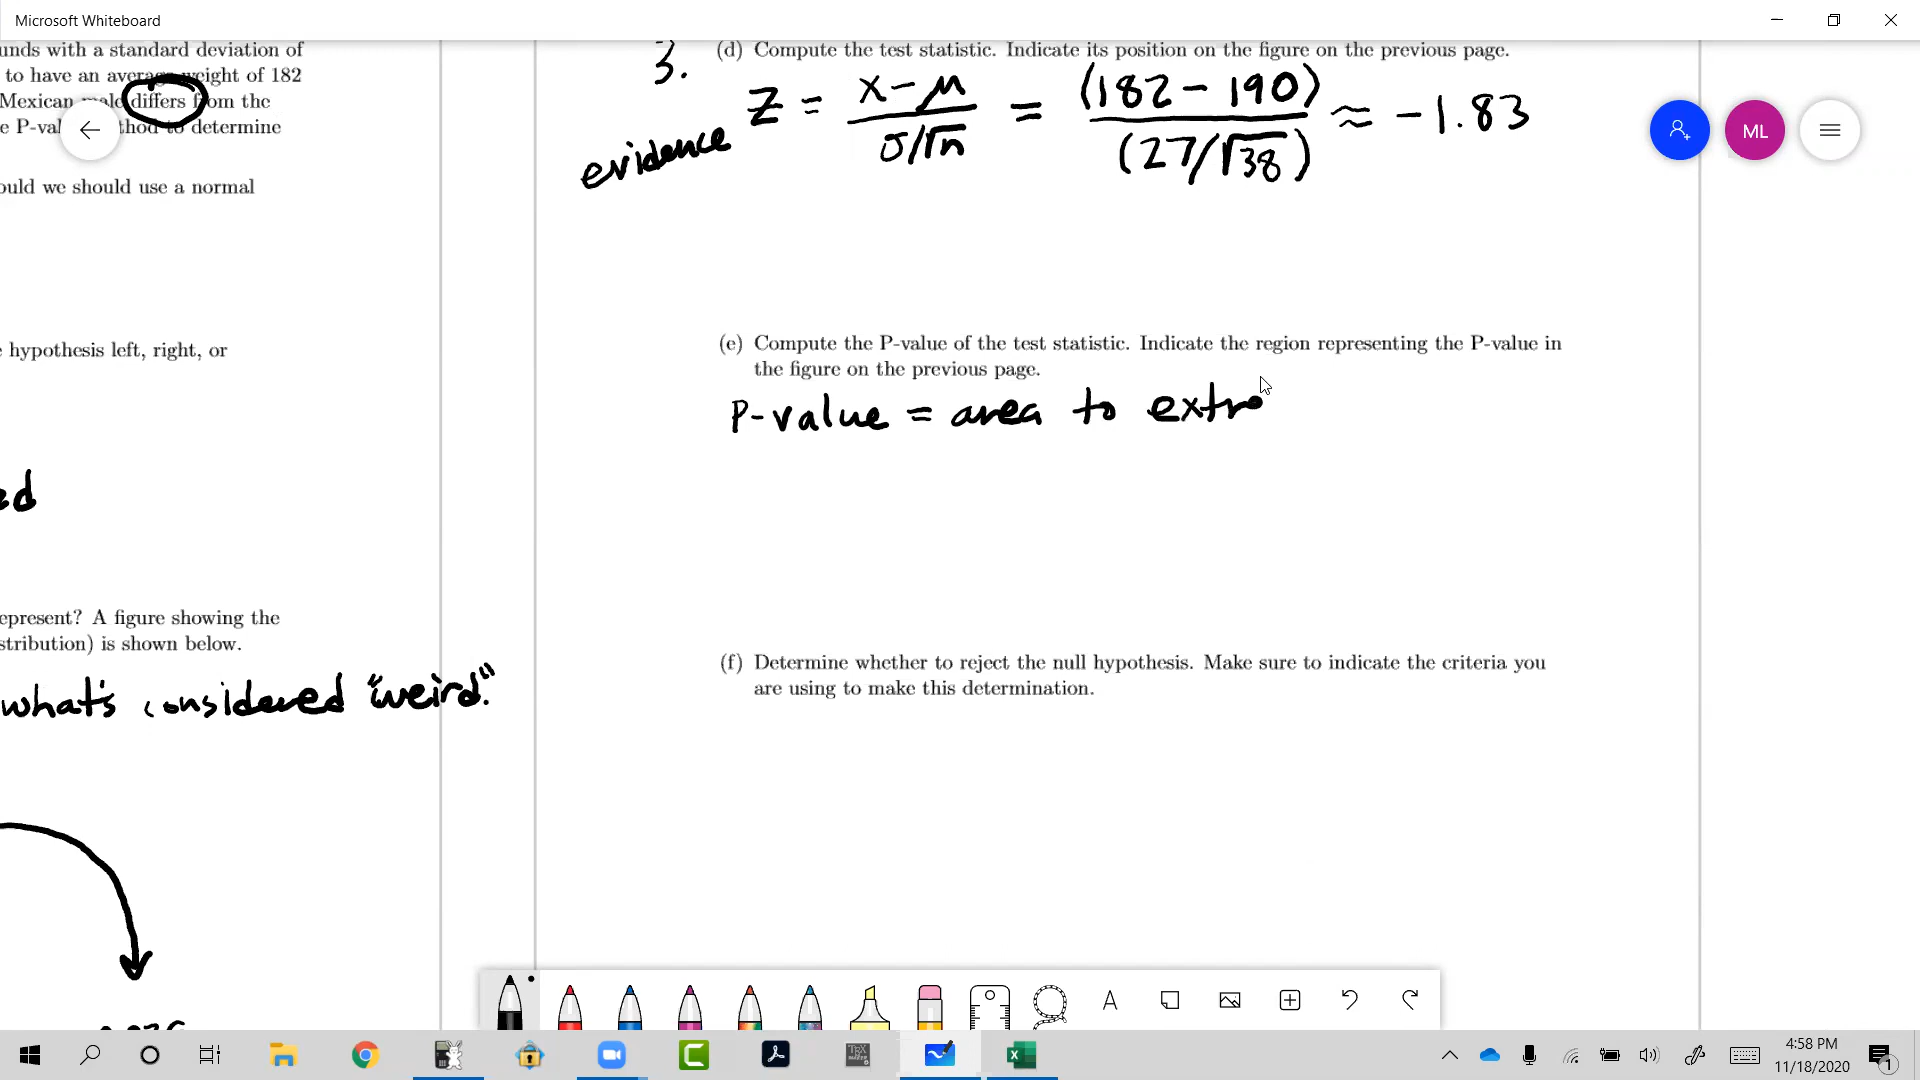 Microsoft Whiteboard
unds with a standard deviation of
to have an average weight of 182
Mexican male differs from the
e P-val thod to determine
ould we should use a normal
e hypothesis left, right, or
ed
epresent? A figure showing the
stribution) is shown below.
what's considered "weird."
3.
(d) Compute the test statistic. Indicate its position on the figure on the previous page.
evidence
Z = x-μ / σ/√n = (182-190) / (27/√38) ≈ -1.83
(e) Compute the P-value of the test statistic. Indicate the region representing the P-value in
the figure on the previous page.
P-value = area to extre
(f) Determine whether to reject the null hypothesis. Make sure to indicate the criteria you
are using to make this determination.
ML
A
4:58 PM
11/18/2020
1